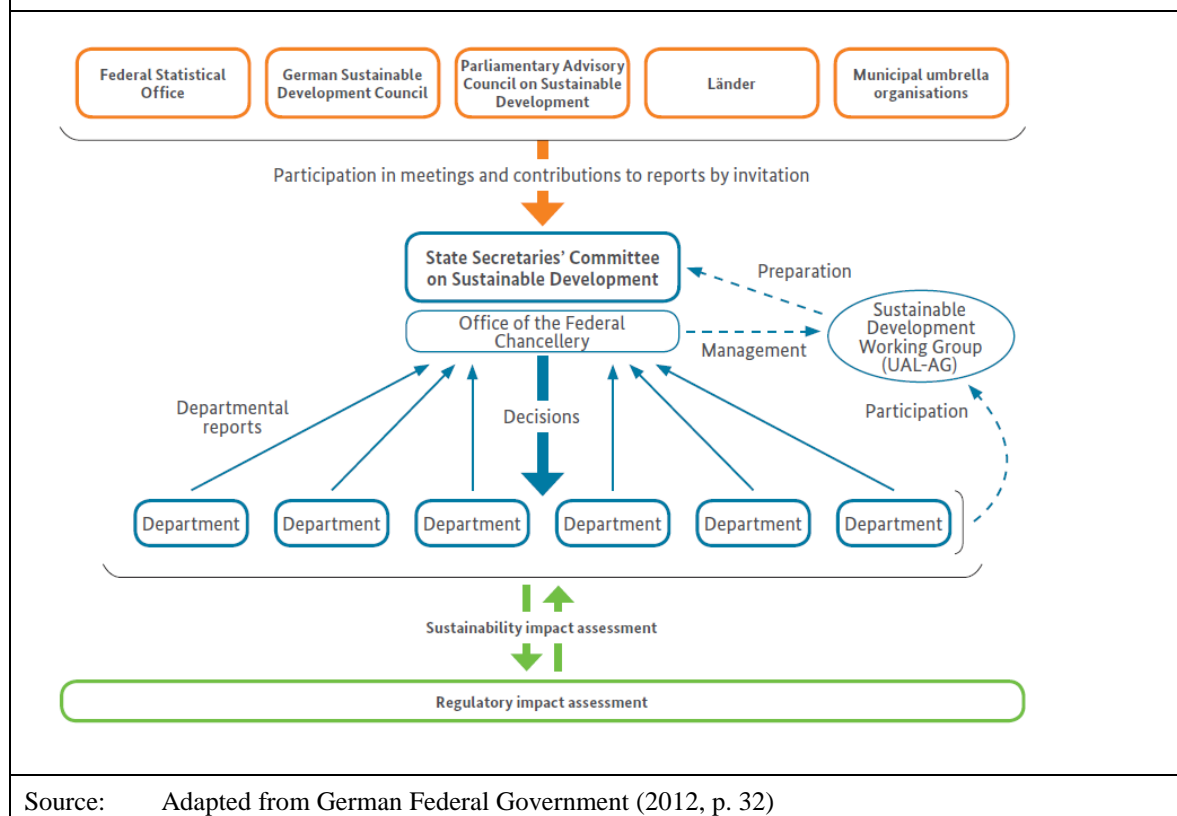 Federal Statistical
Office
German Sustainable
Development Council
Parliamentary Advisory
Council on Sustainable
Development
Länder
Municipal umbrella
organisations
Participation in meetings and contributions to reports by invitation
State Secretaries' Committee
on Sustainable Development
Preparation
Office of the Federal
Chancellery
Management
Sustainable
Development
Working Group
(UAL-AG)
Departmental
reports
Decisions
Participation
Department
Department
Department
Department
Department
Department
Sustainability impact assessment
Regulatory impact assessment
Source: Adapted from German Federal Government (2012, p. 32)